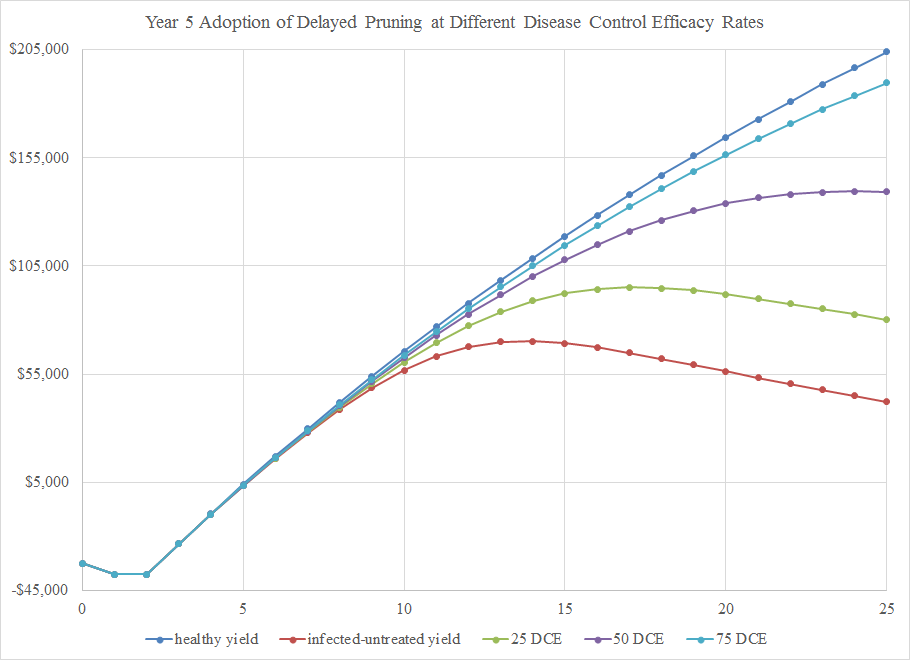 Year 5 Adoption of Delayed Pruning at Different Disease Control Efficacy Rates
$205,000
$155,000
$105,000
$55,000
$5,000
-$45,000
0 5 10 15 20 25
healthy yield infected-untreated yield 25 DCE 50 DCE 75 DCE